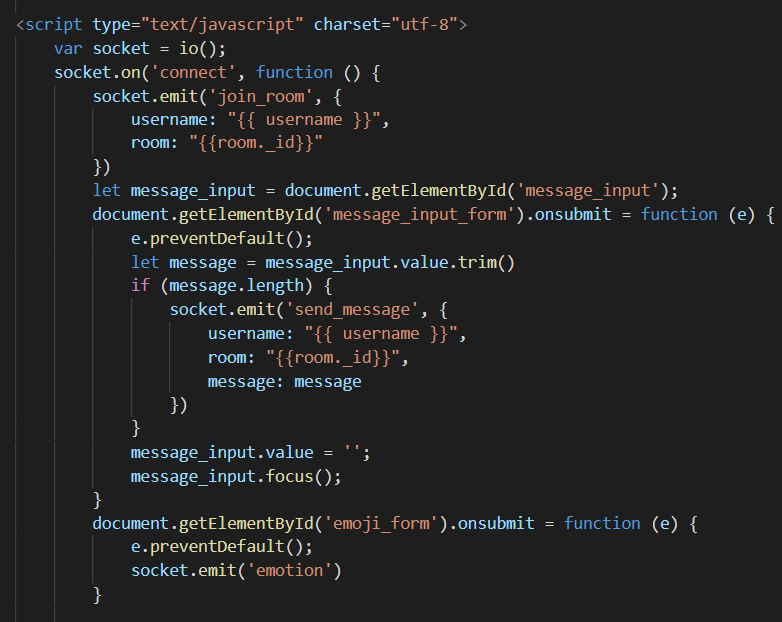 <script type="text/javascript" charset="utf-8">
    var socket = io();
    socket.on('connect', function () {
        socket.emit('join_room', {
            username: "{{ username }}",
            room: "{{room._id}}"
        })
        let message_input = document.getElementById('message_input');
        document.getElementById('message_input_form').onsubmit = function (e) {
            e.preventDefault();
            let message = message_input.value.trim()
            if (message.length) {
                socket.emit('send_message', {
                    username: "{{ username }}",
                    room: "{{room._id}}",
                    message: message
                })
            }
            message_input.value = '';
            message_input.focus();
        }
        document.getElementById('emoji_form').onsubmit = function (e) {
            e.preventDefault();
            socket.emit('emotion')
        }